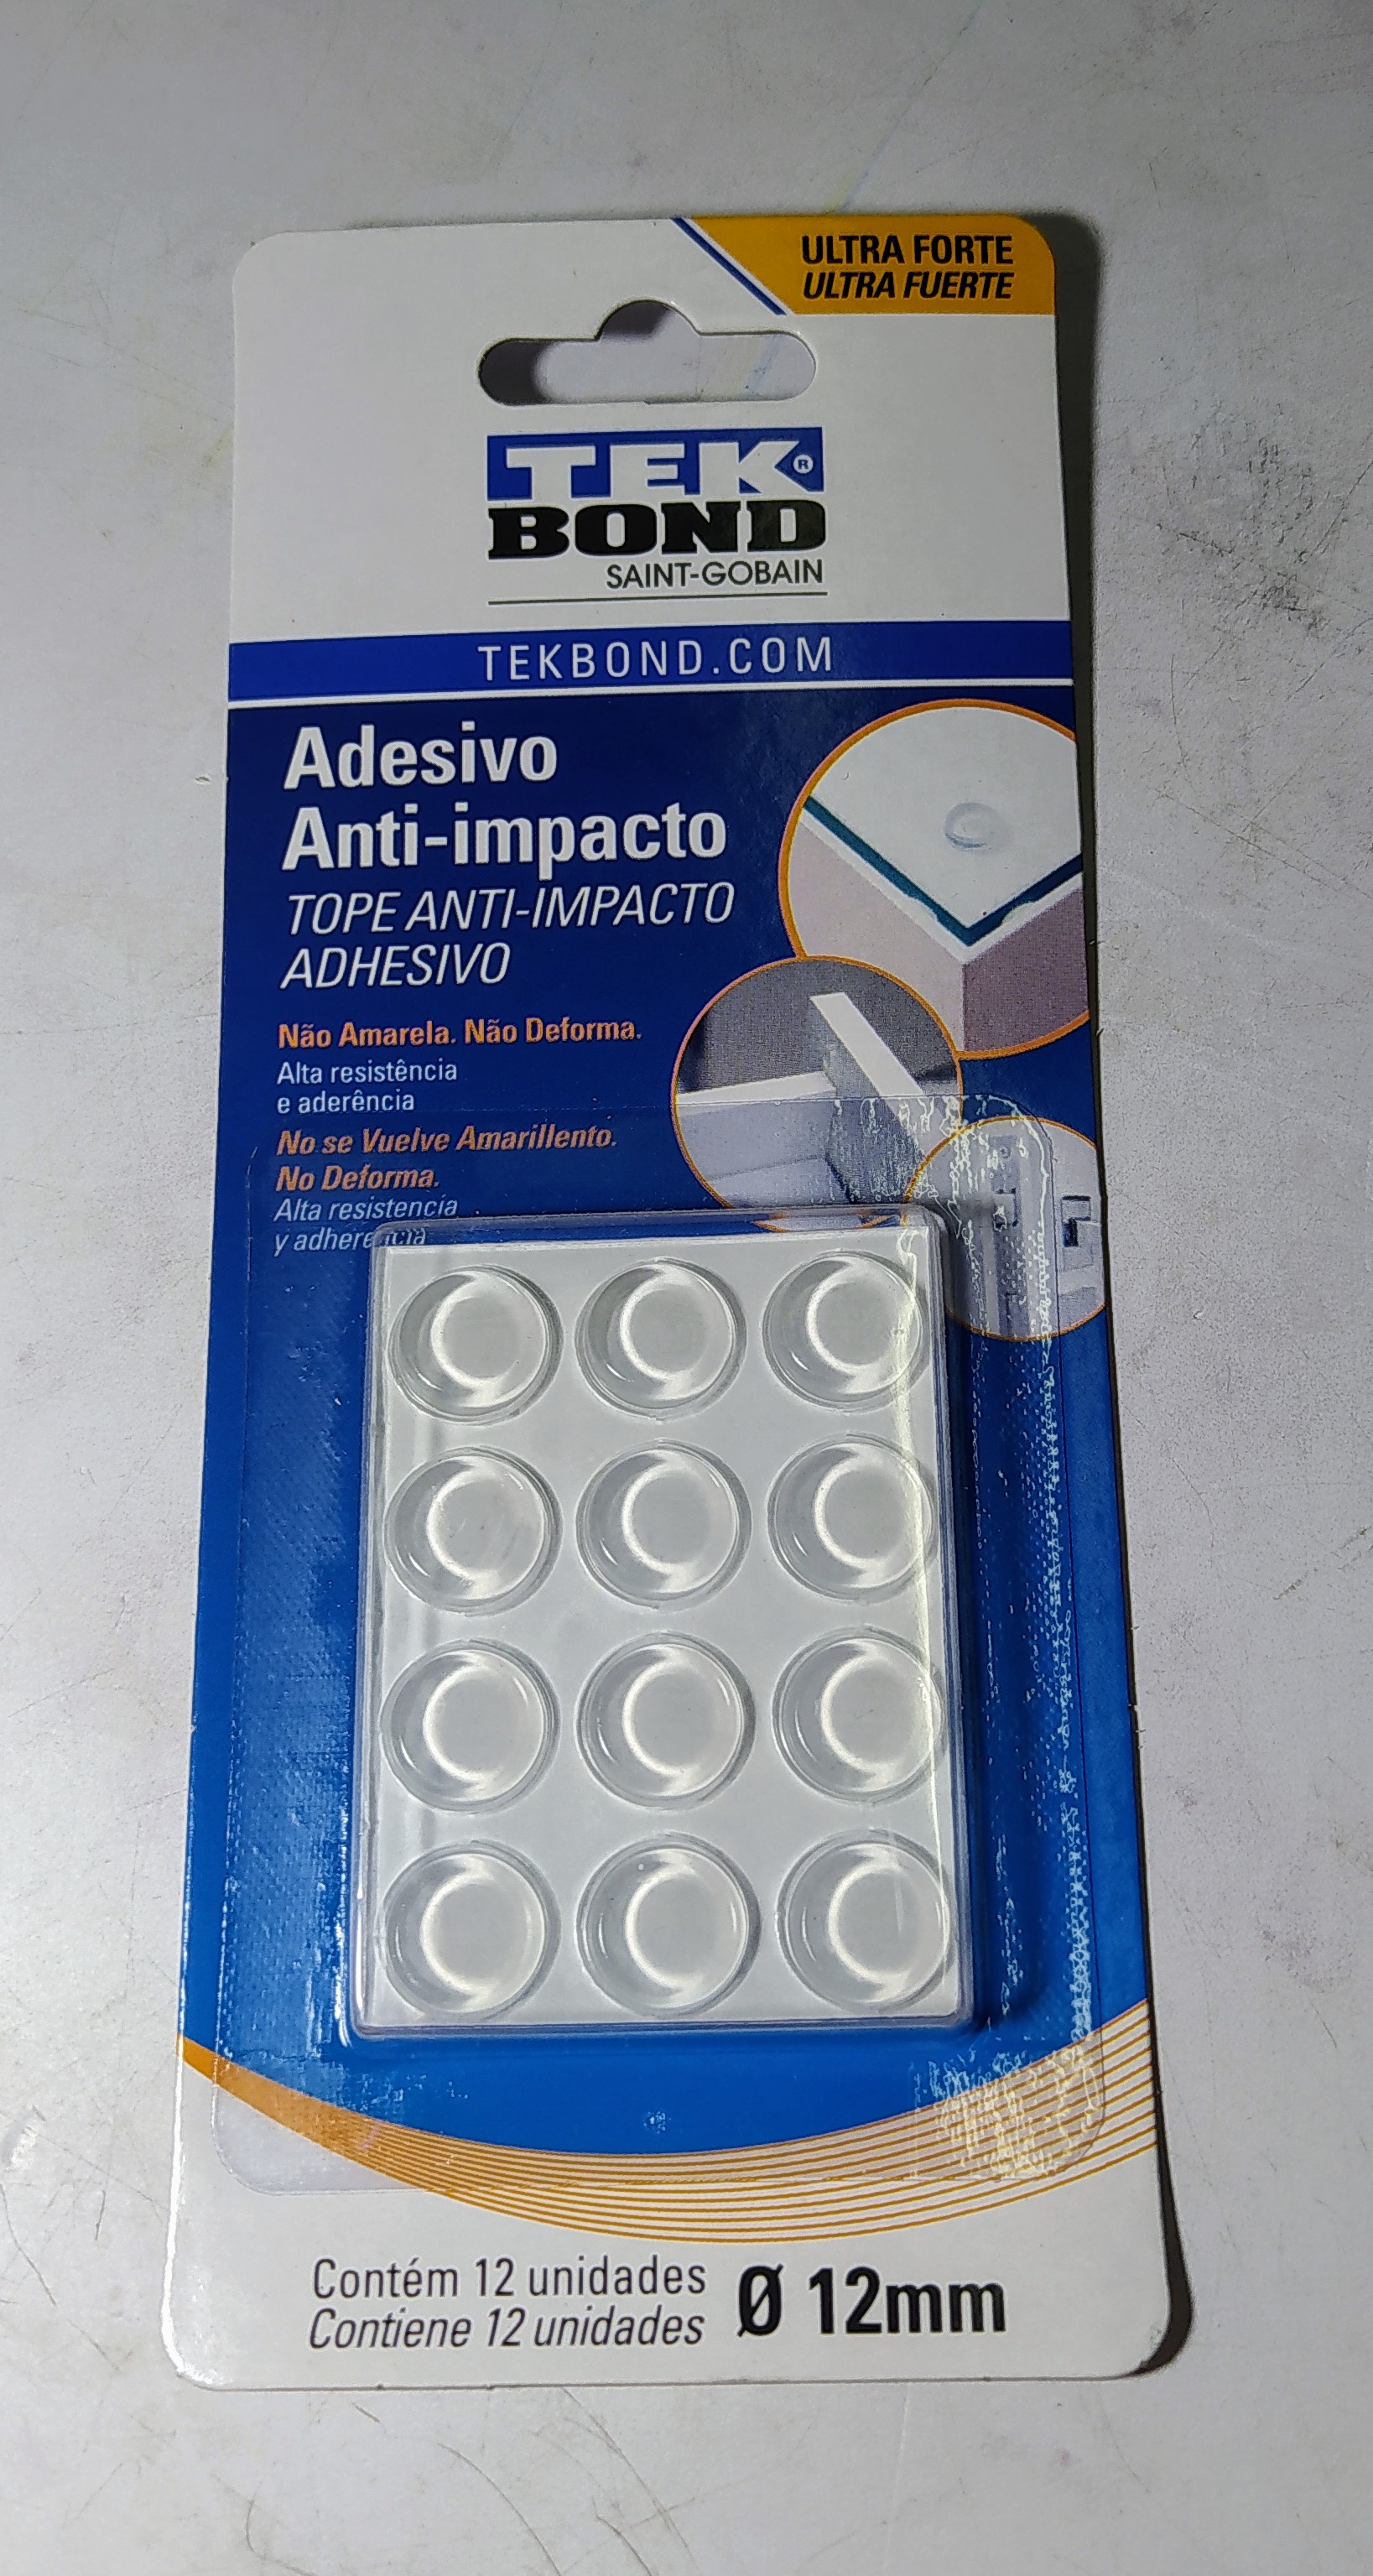 ULTRA FORTE
ULTRA FUERTE
TEK®
BOND
SAINT-GOBAIN
TEKBOND.COM
Adesivo
Anti-impacto
TOPE ANTI-IMPACTO
ADHESIVO
Não Amarela. Não Deforma.
Alta resistência
e aderência
No se Vuelve Amarillento.
No Deforma.
Alta resistencia
y adherencia
Contém 12 unidades
Contiene 12 unidades
Ø 12mm